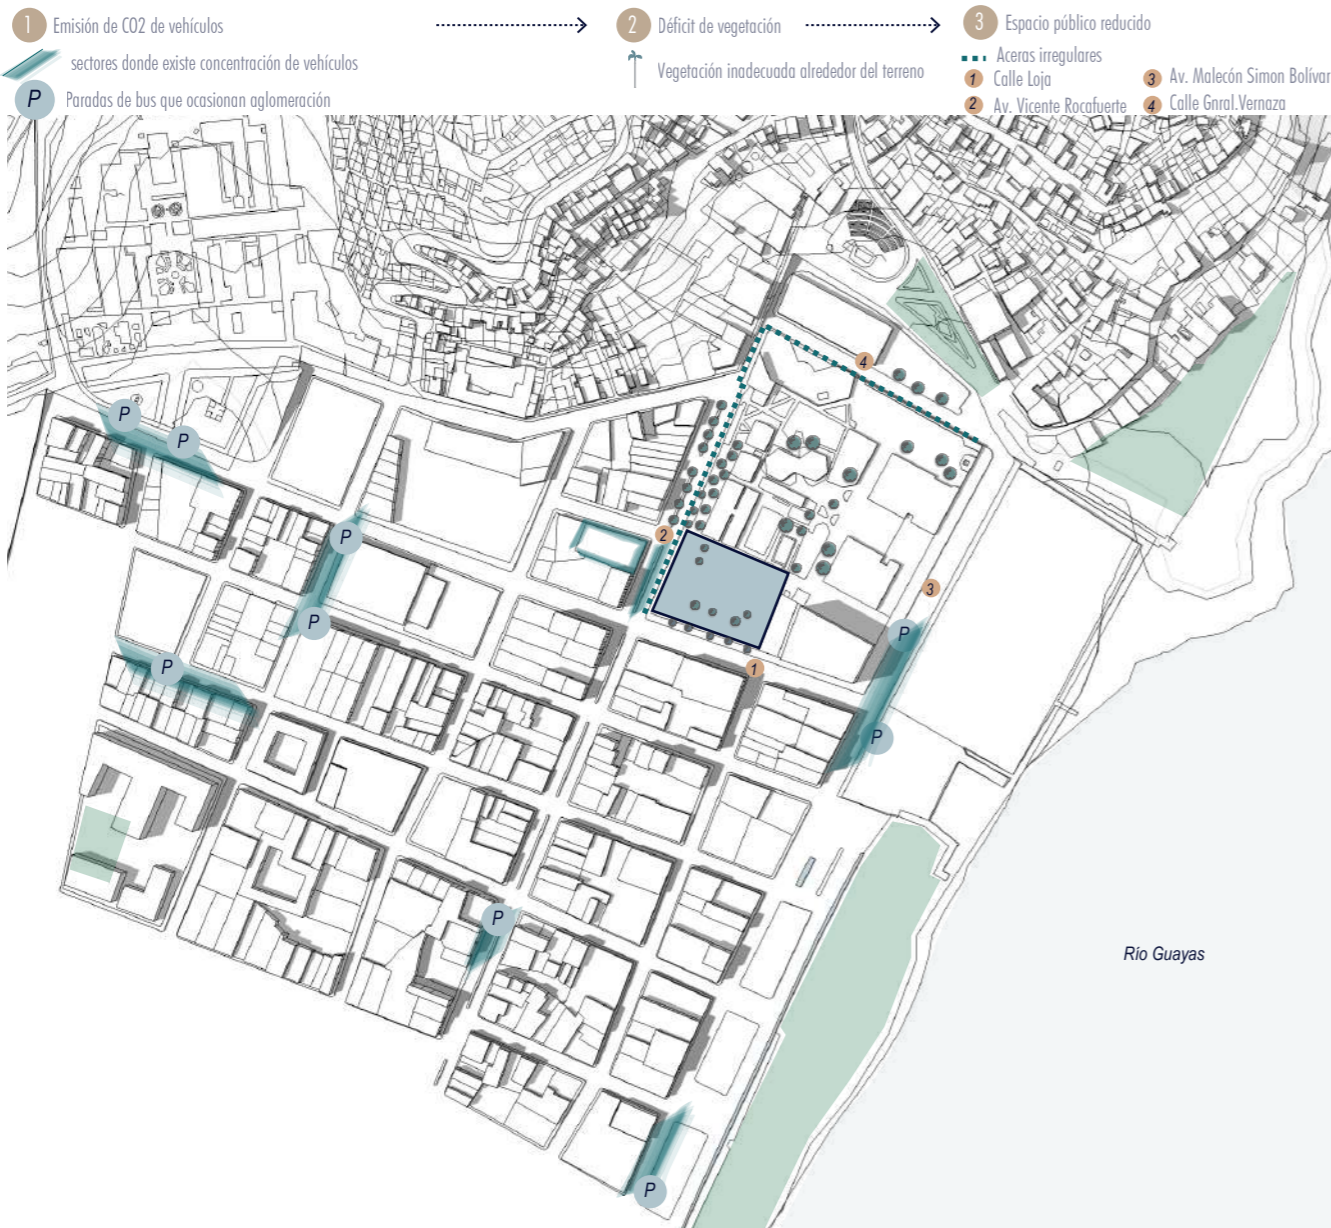 1 Emisión de CO2 de vehículos
2 Déficit de vegetación
3 Espacio público reducido
sectores donde existe concentración de vehículos
Vegetación inadecuada alrededor del terreno
Aceras irregulares
1 Calle Loja
3 Av. Malecón Simon Bolívar
P Paradas de bus que ocasionan aglomeración
2 Av. Vicente Rocafuerte
4 Calle Gnral.Vernaza
4
P
P
P
2
3
P
P
P
1
P
P
P
Río Guayas
P